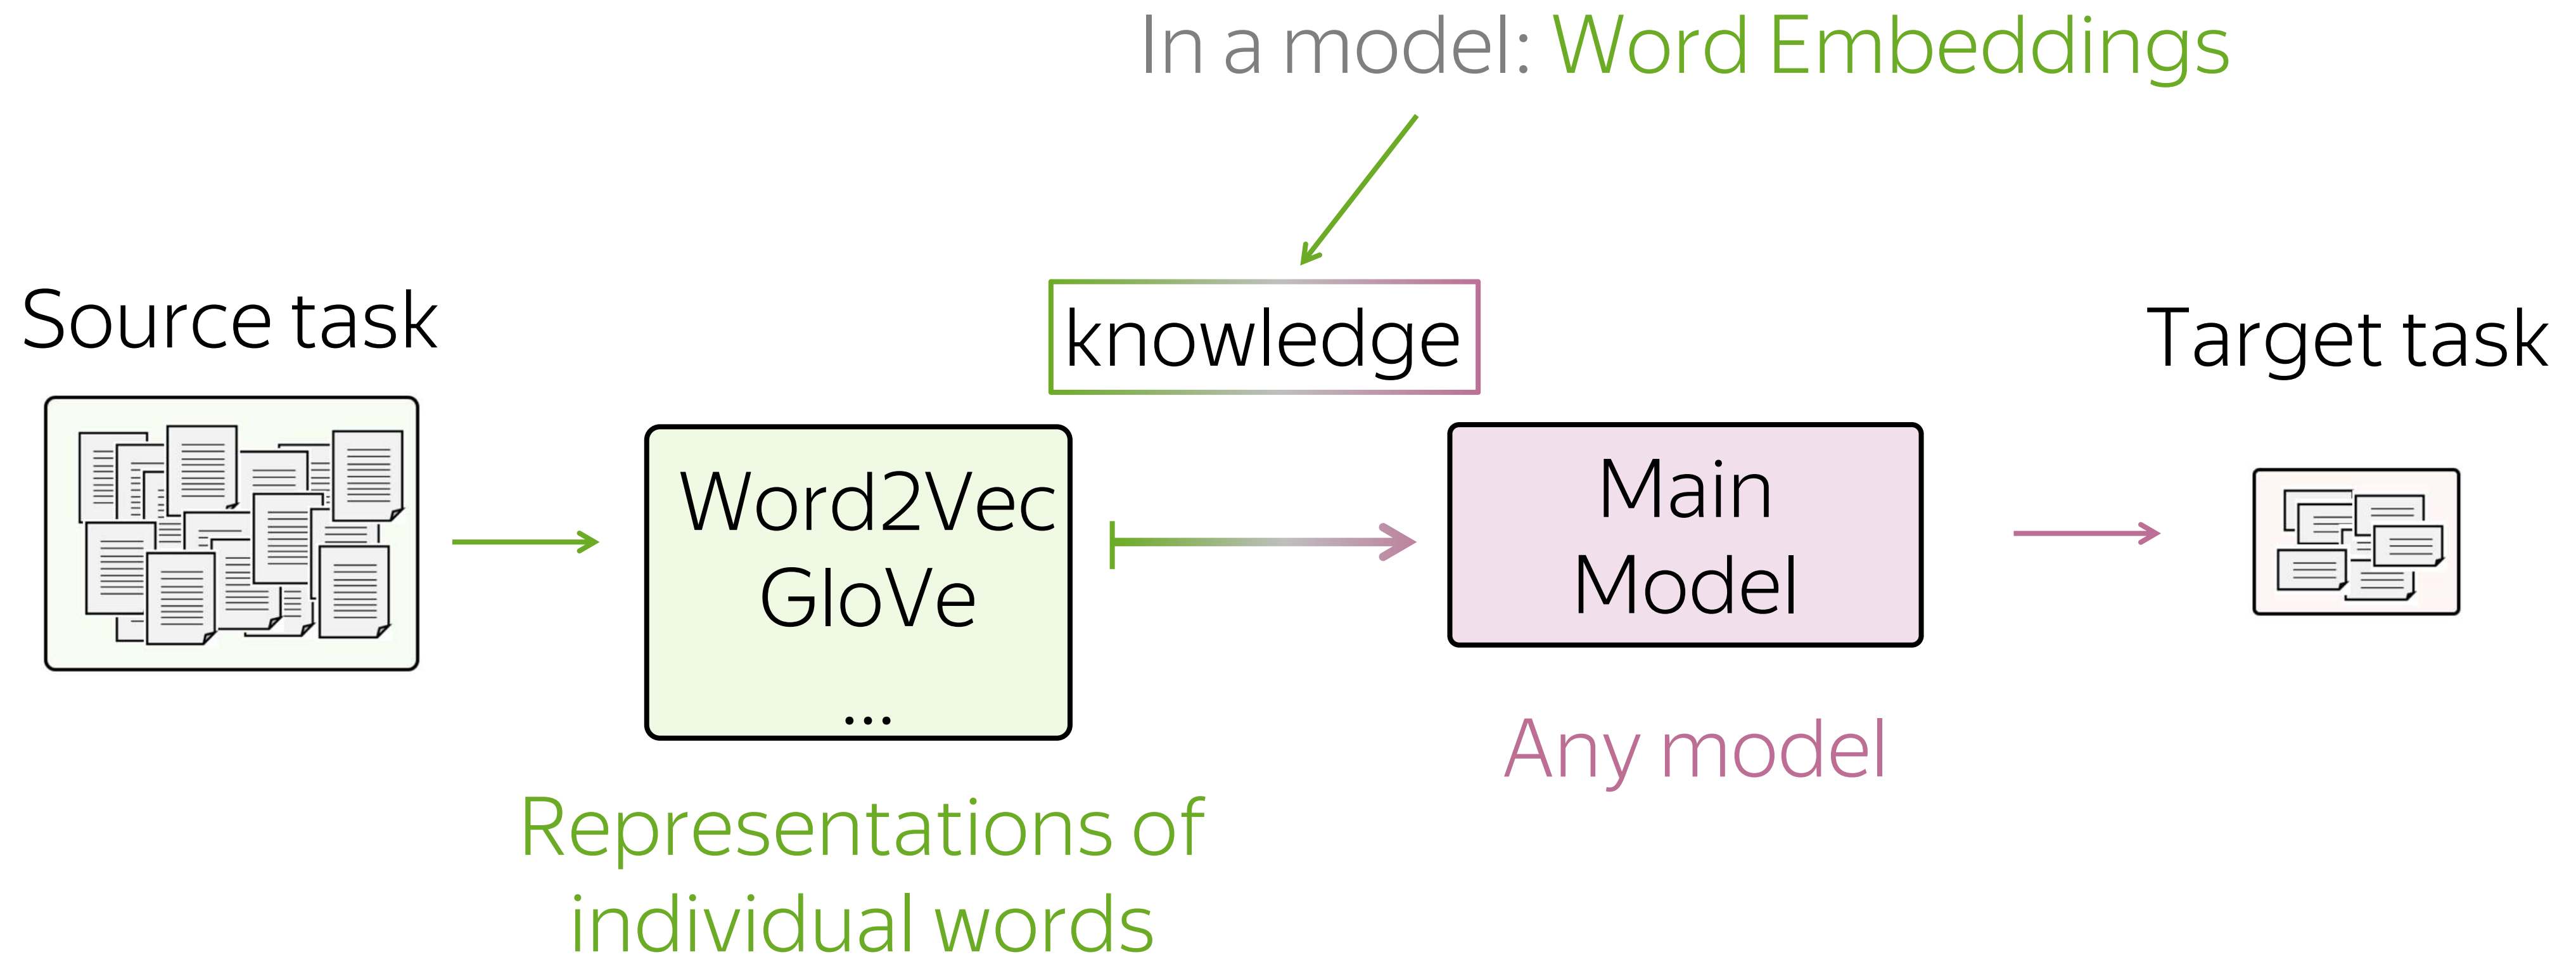 In a model: Word Embeddings
Source task
knowledge
Target task
Word2Vec
GloVe
...
Main
Model
Any model
Representations of
individual words